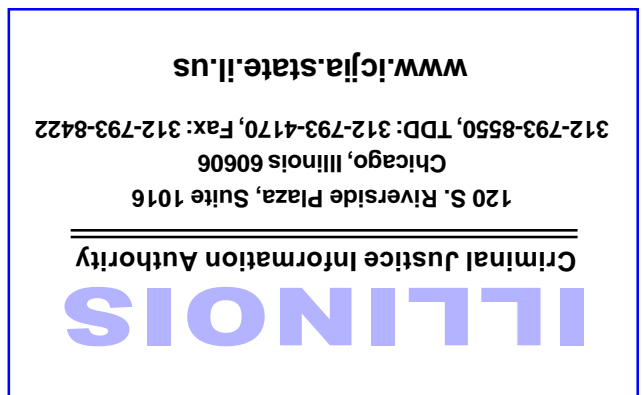 ILLINOIS
Criminal Justice Information Authority
120 S. Riverside Plaza, Suite 1016
Chicago, Illinois 60606
312-793-8550, TDD: 312-793-4170, Fax: 312-793-8422
www.icjia.state.il.us